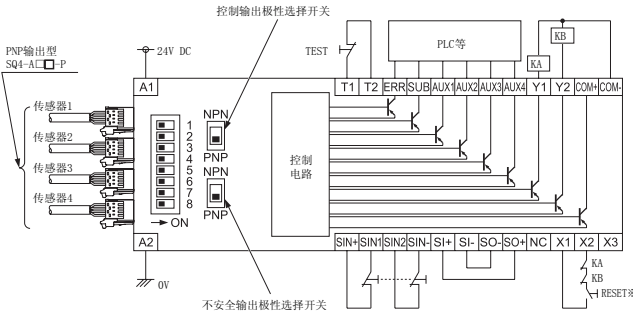 控制输出极性选择开关
PNP输出型
SQ4-A□□-P
24V DC
TEST
PLC等
KA
KB
A1
T1 T2 ERR SUB AUX1 AUX2 AUX3 AUX4 Y1 Y2 COM+ COM-
传感器1
传感器2
传感器3
传感器4
1
2
3
4
5
6
7
8
→ ON
NPN
PNP
NPN
PNP
控制
电路
A2
SIN+ SIN1 SIN2 SIN- SI+ SI- SO- SO+ NC X1 X2 X3
0V
KA
KB
RESET※
不安全输出极性选择开关